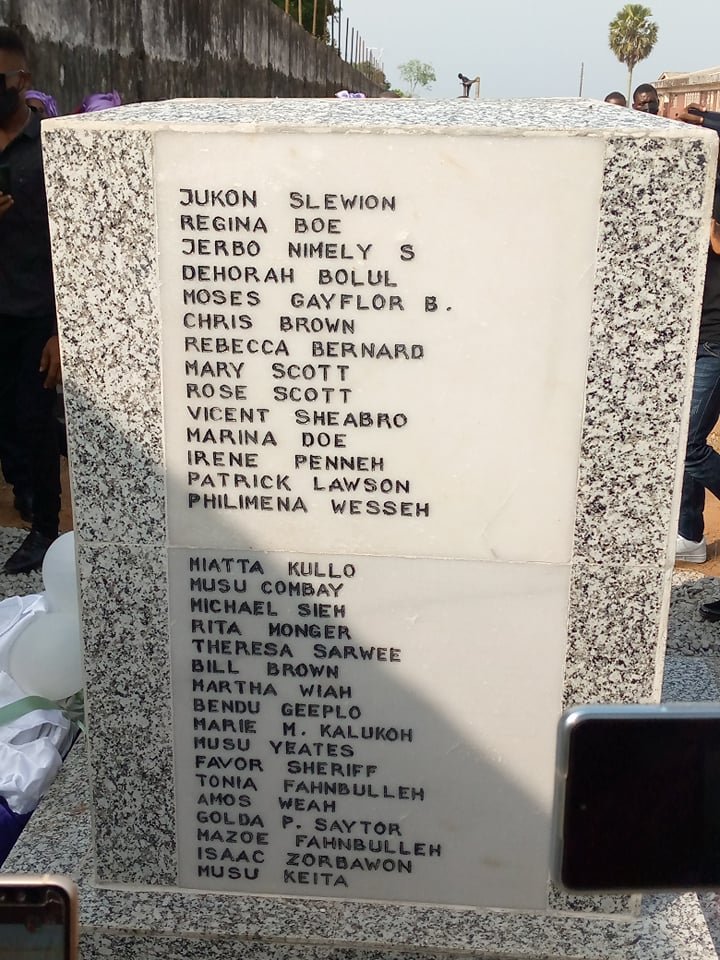 JUKON SLEWION
REGINA BOE
JERBO NIMELY S
DEHORAH BOLUL
MOSES GAYFLOR B.
CHRIS BROWN
REBECCA BERNARD
MARY SCOTT
ROSE SCOTT
VICENT SHEABRO
MARINA DOE
IRENE PENNEH
PATRICK LAWSON
PHILIMENA WESSEH
MIATTA KULLO
MUSU COMBAY
MICHAEL SIEH
RITA MONGER
THERESA SARWEE
BILL BROWN
MARTHA WIAH
BENDU GEEPLO
MARIE M. KALUKOH
MUSU YEATES
FAVOR SHERIFF
TONIA FAHNBULLEH
AMOS WEAH
GOLDA P. SAYTOR
MAZOE FAHNBULLEH
ISAAC ZORBAWON
MUSU KEITA